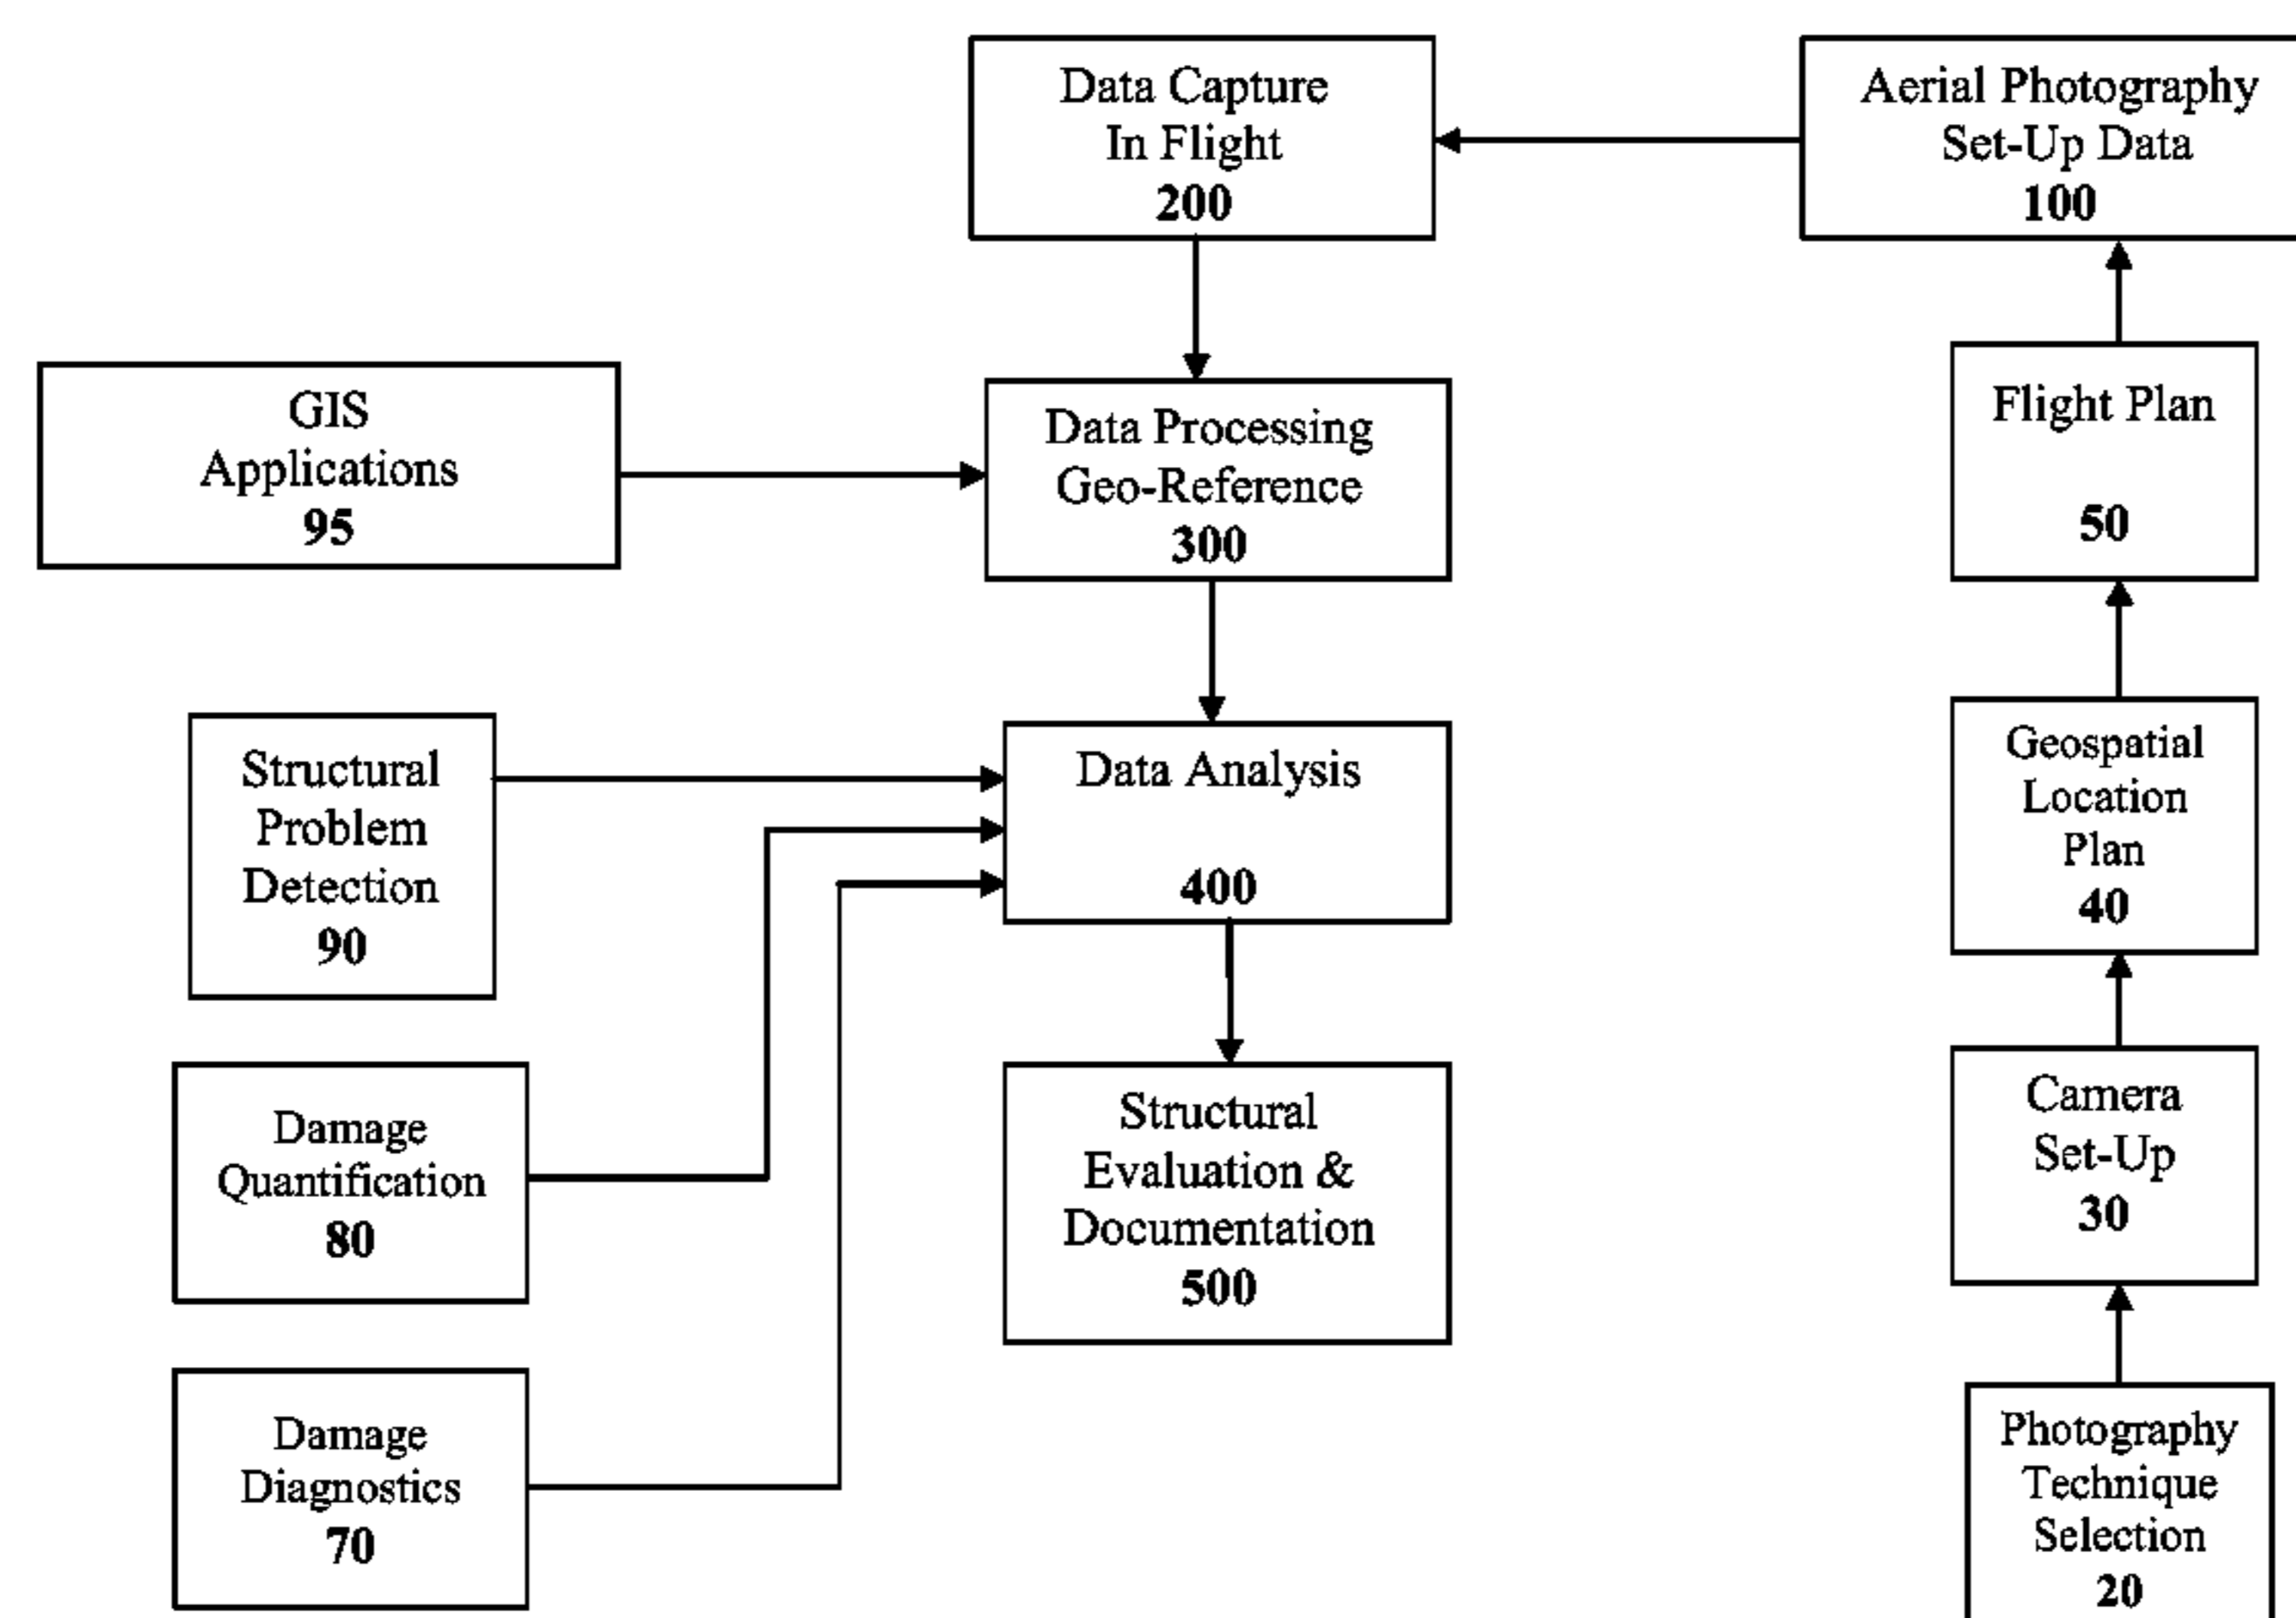 Data Capture
In Flight
200
Aerial Photography
Set-Up Data
100
GIS
Applications
95
Data Processing
Geo-Reference
300
Flight Plan
50
Structural
Problem
Detection
90
Data Analysis
400
Geospatial
Location
Plan
40
Damage
Quantification
80
Structural
Evaluation &
Documentation
500
Camera
Set-Up
30
Damage
Diagnostics
70
Photography
Technique
Selection
20